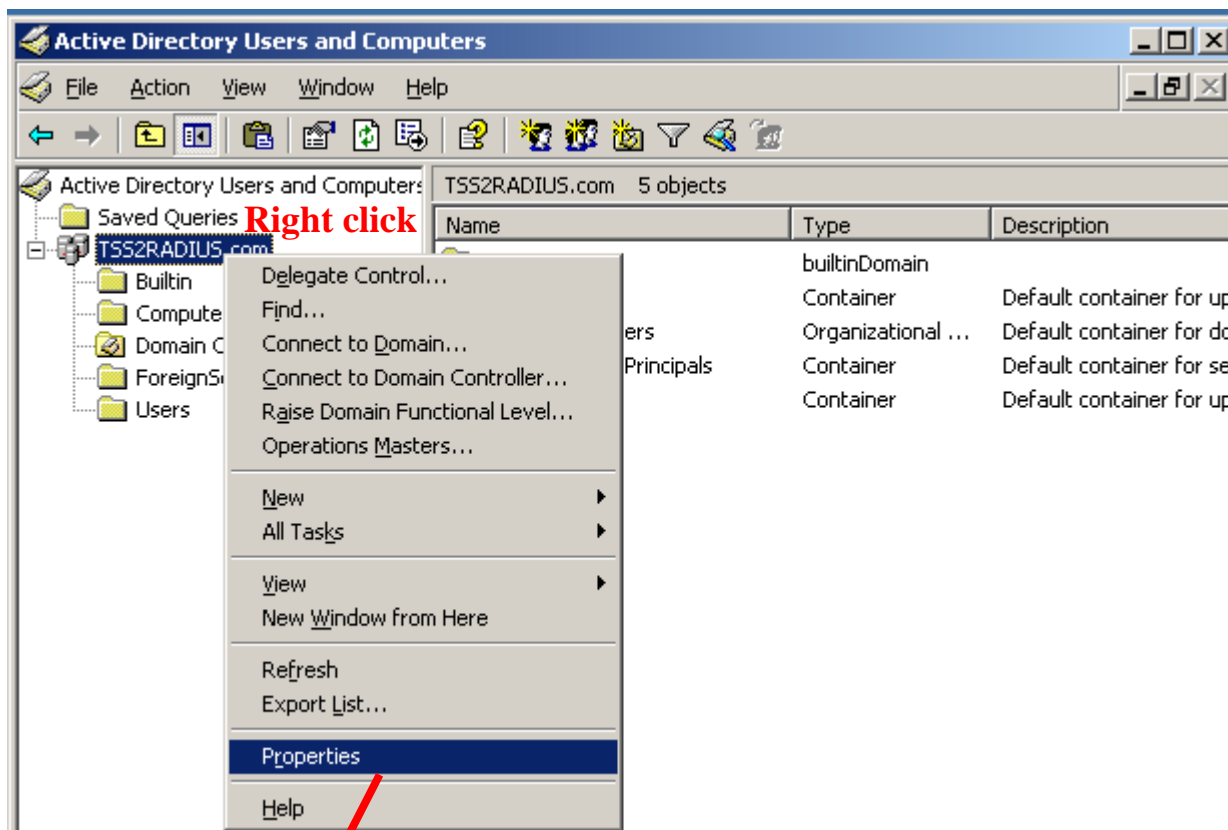 Active Directory Users and Computers
File Action View Window Help
Active Directory Users and Computers
TSS2RADIUS.com 5 objects
Saved Queries
Right click
Name Type Description
TSS2RADIUS.com
Builtin
Compute
Domain C
ForeignS
Users
Delegate Control...
Find...
Connect to Domain...
Connect to Domain Controller...
Raise Domain Functional Level...
Operations Masters...
New
All Tasks
View
New Window from Here
Refresh
Export List...
Properties
Help
builtinDomain
Container Default container for up
ers Organizational ... Default container for do
Principals Container Default container for se
Container Default container for up